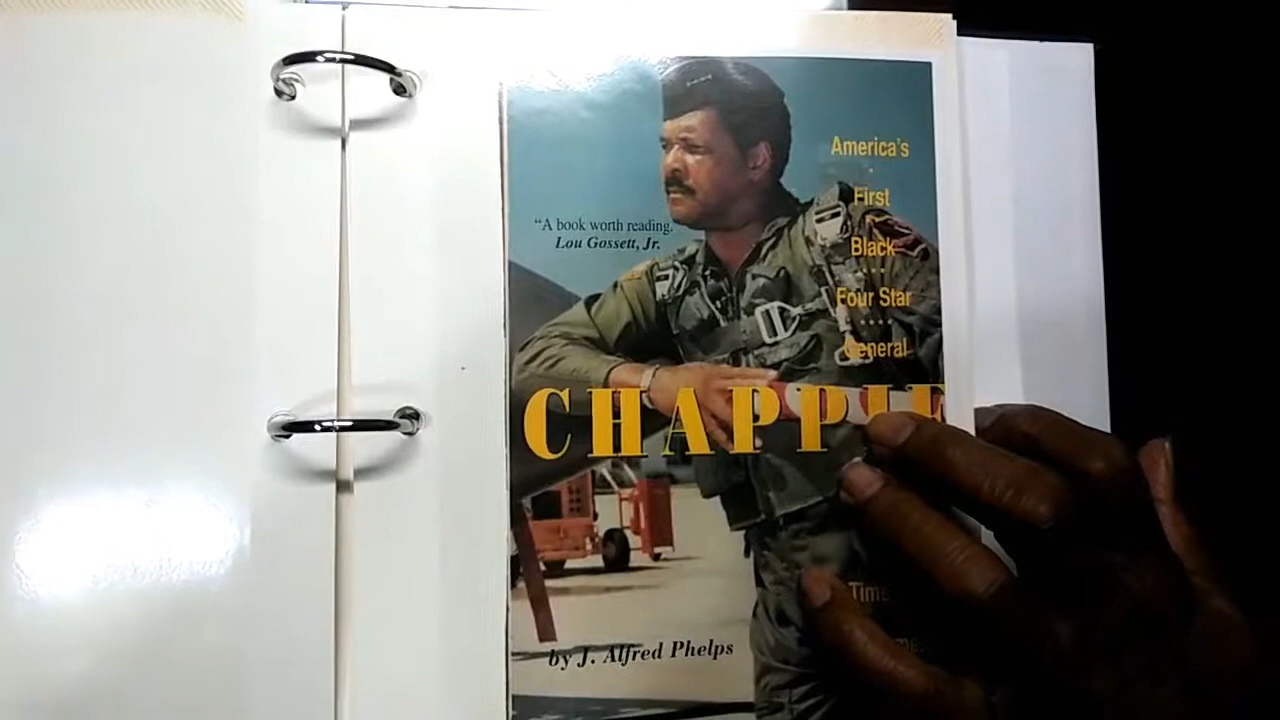 America's
First
"A book worth reading.
Lou Gossett, Jr.
Black
Four Star
General
CHAPPIE
by J. Alfred Phelps